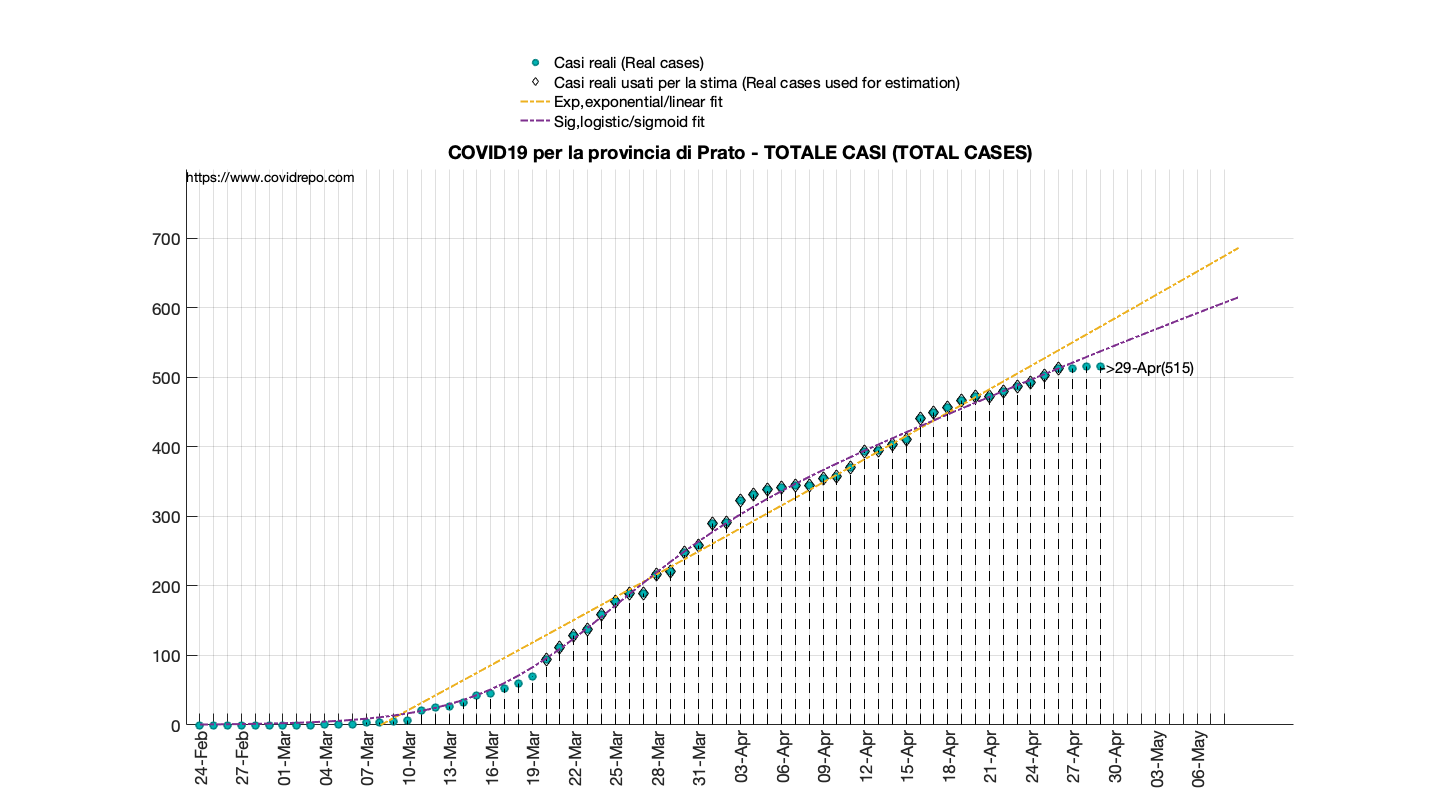 Casi reali (Real cases)
Casi reali usati per la stima (Real cases used for estimation)
Exp,exponential/linear fit
Sig,logistic/sigmoid fit
COVID19 per la provincia di Prato - TOTALE CASI (TOTAL CASES)
https://www.covidrepo.com
700
600
500
400
300
200
100
0
->29-Apr(515)
24-Feb
27-Feb
01-Mar
04-Mar
07-Mar
10-Mar
13-Mar
16-Mar
19-Mar
22-Mar
25-Mar
28-Mar
31-Mar
03-Apr
06-Apr
09-Apr
12-Apr
15-Apr
18-Apr
21-Apr
24-Apr
27-Apr
30-Apr
03-May
06-May